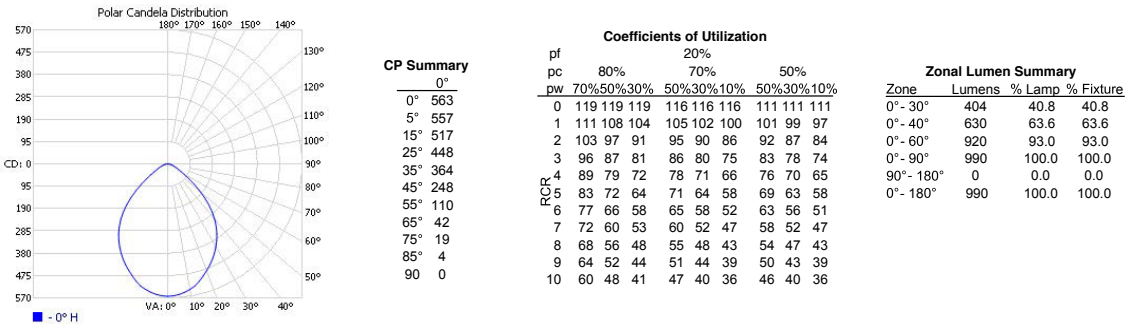 Polar Candela Distribution
180° 170° 160° 150° 140°
570
475
380
285
190
95
CD: 0
95
190
285
380
475
570
130°
120°
110°
100°
90°
80°
70°
60°
50°
VA: 0° 10° 20° 30° 40°
- 0° H
CP Summary
0°
0° 563
5° 557
15° 517
25° 448
35° 364
45° 248
55° 110
65° 42
75° 19
85° 4
90 0
Coefficients of Utilization
pf 20%
pc 80% 70% 50%
pw 70%50%30% 50%30%10% 50%30%10%
RCR
0 119 119 119 116 116 116 111 111 111
1 111 108 104 105 102 100 101 99 97
2 103 97 91 95 90 86 92 87 84
3 96 87 81 86 80 75 83 78 74
4 89 79 72 78 71 66 76 70 65
5 83 72 64 71 64 58 69 63 58
6 77 66 58 65 58 52 63 56 51
7 72 60 53 60 52 47 58 52 47
8 68 56 48 55 48 43 54 47 43
9 64 52 44 51 44 39 50 43 39
10 60 48 41 47 40 36 46 40 36
Zonal Lumen Summary
Zone Lumens % Lamp % Fixture
0°- 30° 404 40.8 40.8
0°- 40° 630 63.6 63.6
0°- 60° 920 93.0 93.0
0°- 90° 990 100.0 100.0
90°- 180° 0 0.0 0.0
0°- 180° 990 100.0 100.0